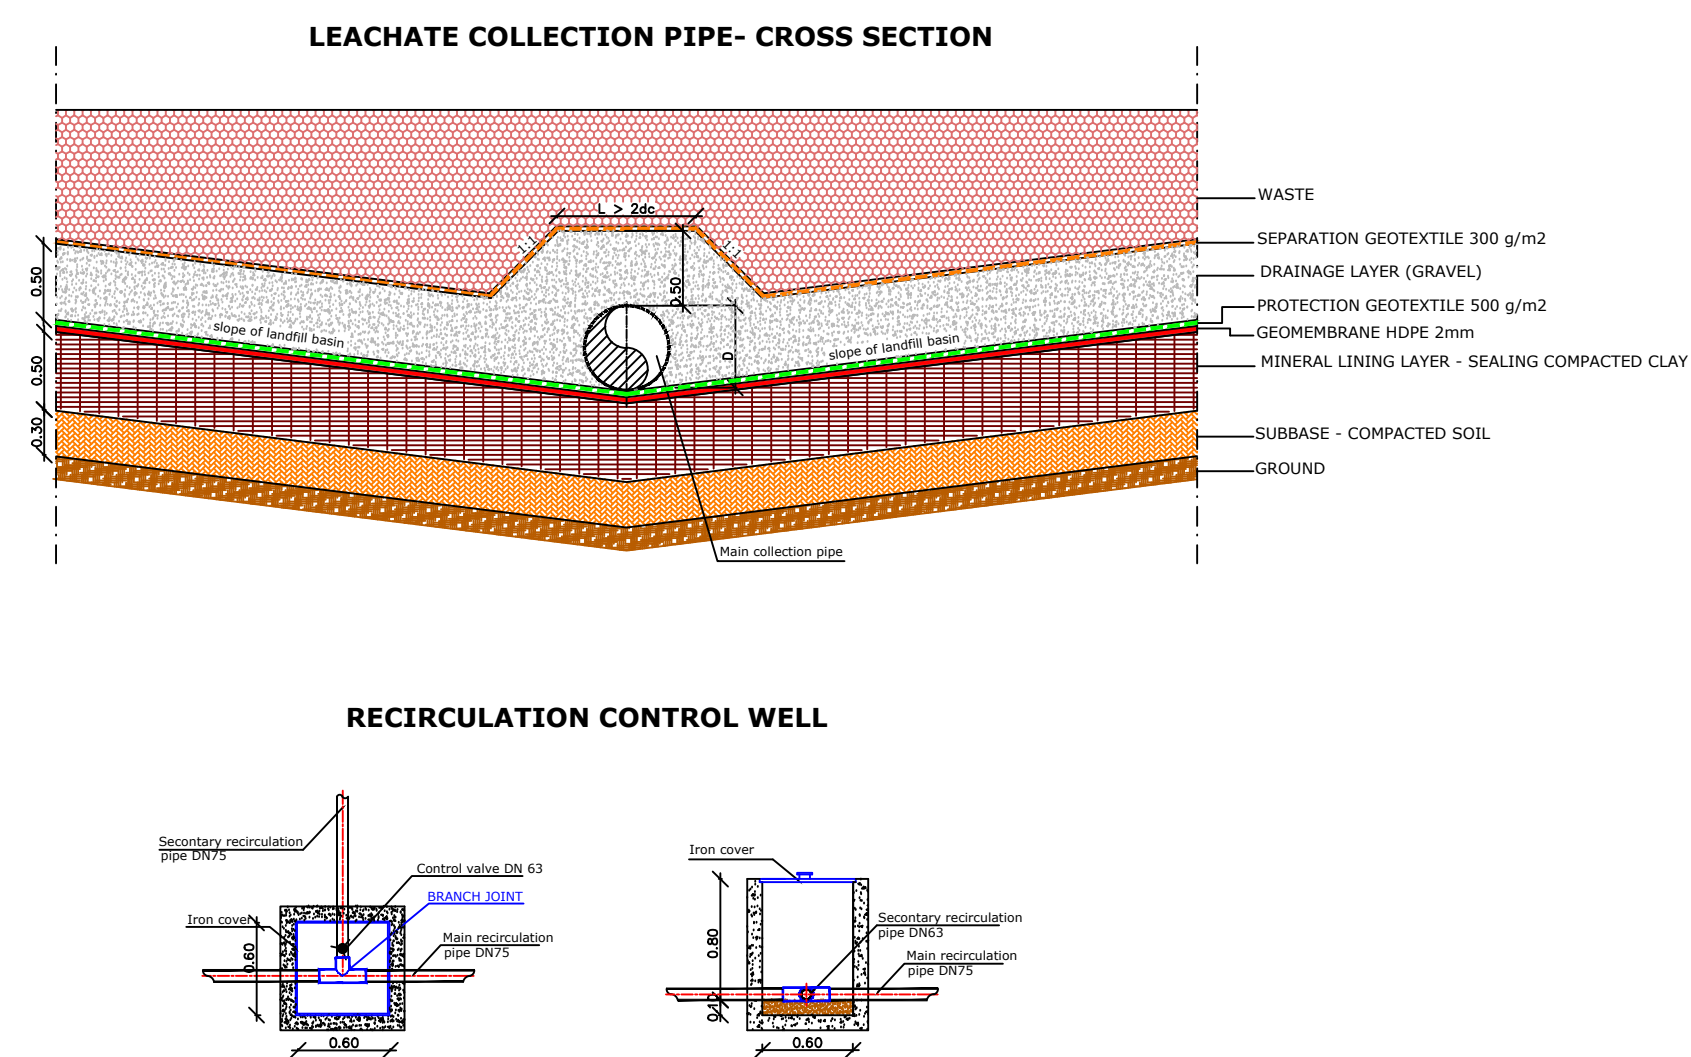 LEACHATE COLLECTION PIPE- CROSS SECTION
L > 2dc
1:1
1:1
WASTE
SEPARATION GEOTEXTILE 300 g/m2
DRAINAGE LAYER (GRAVEL)
PROTECTION GEOTEXTILE 500 g/m2
GEOMEMBRANE HDPE 2mm
MINERAL LINING LAYER - SEALING COMPACTED CLAY
SUBBASE - COMPACTED SOIL
GROUND
0.50
0.50
0.30
0.50
D
slope of landfill basin
slope of landfill basin
Main collection pipe
RECIRCULATION CONTROL WELL
Secontary recirculation
pipe DN75
Control valve DN 63
BRANCH JOINT
Iron cover
Main recirculation
pipe DN75
0.60
0.60
Iron cover
Secontary recirculation
pipe DN63
Main recirculation
pipe DN75
0.80
0.10
0.60